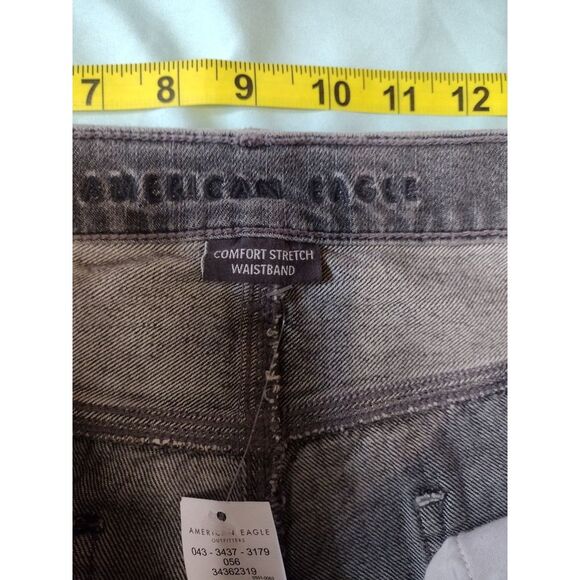 7 8 9 10 11 12
AMERICAN EAGLE
COMFORT STRETCH
WAISTBAND
AMERICAN EAGLE
OUTFITTERS
043 - 3437 - 3179
056
34362319